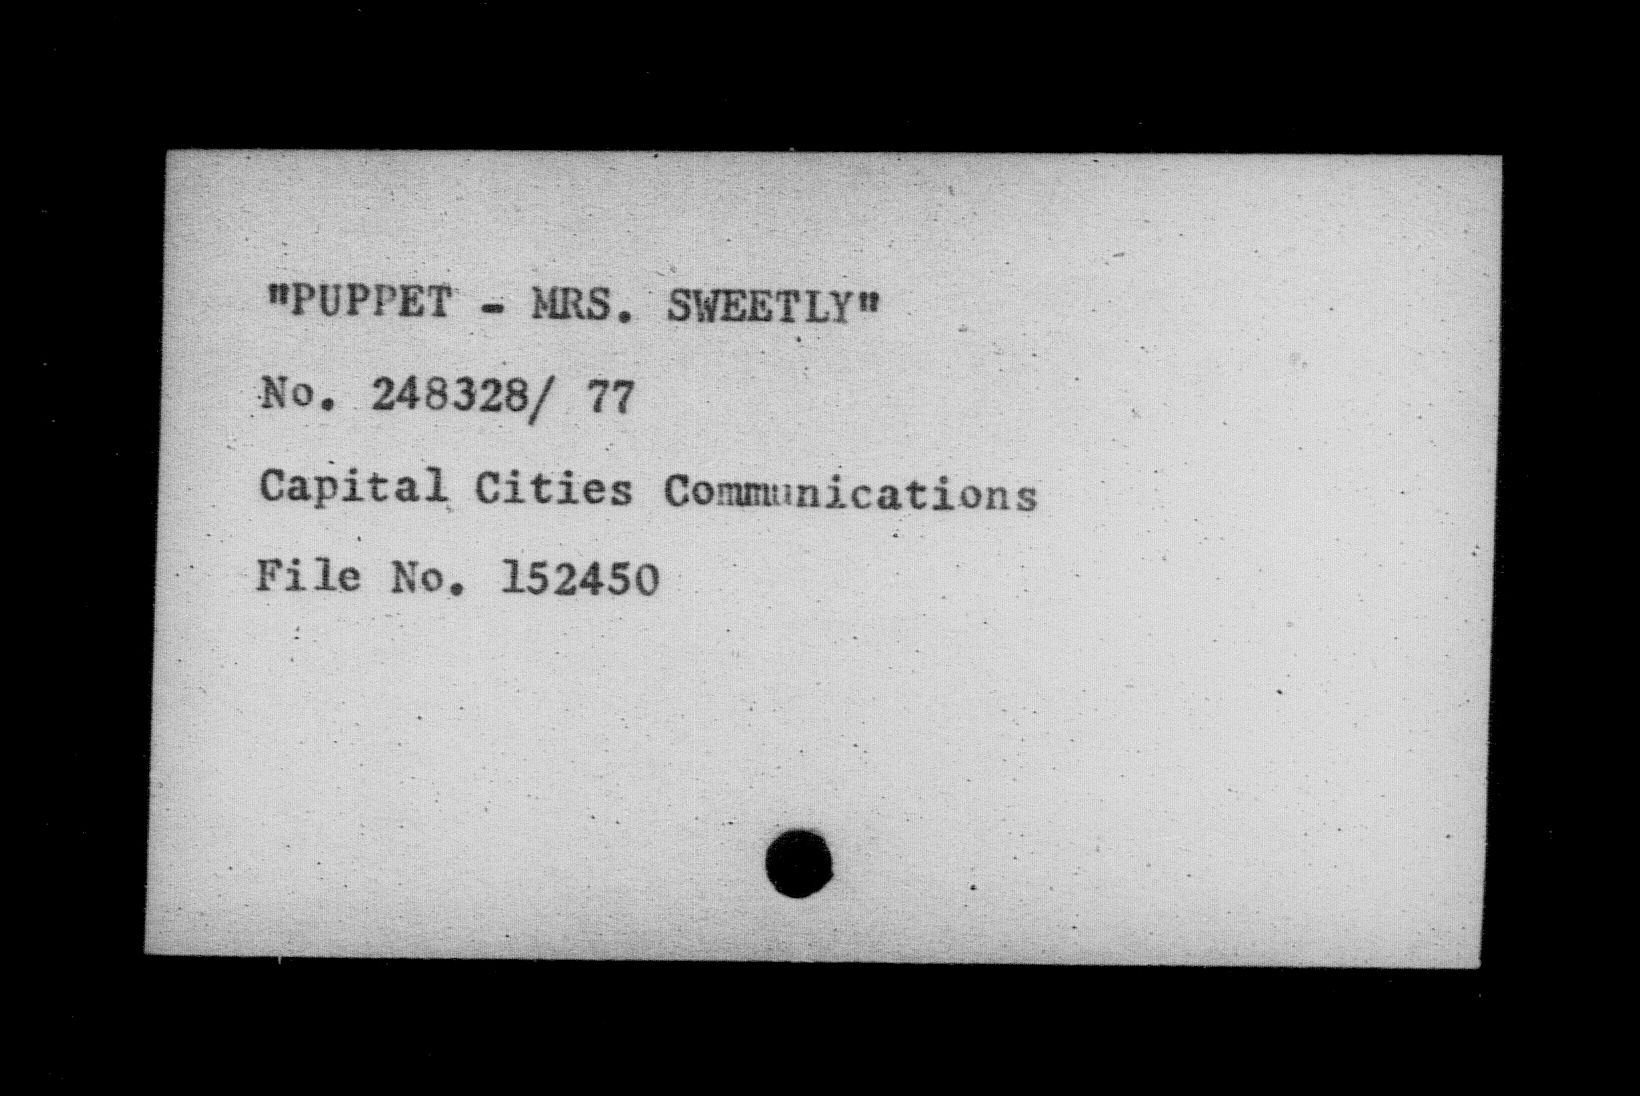 "PUPPET - MRS. SWEETLY"
No. 248328/ 77
Capital Cities Communications
File No. 152450